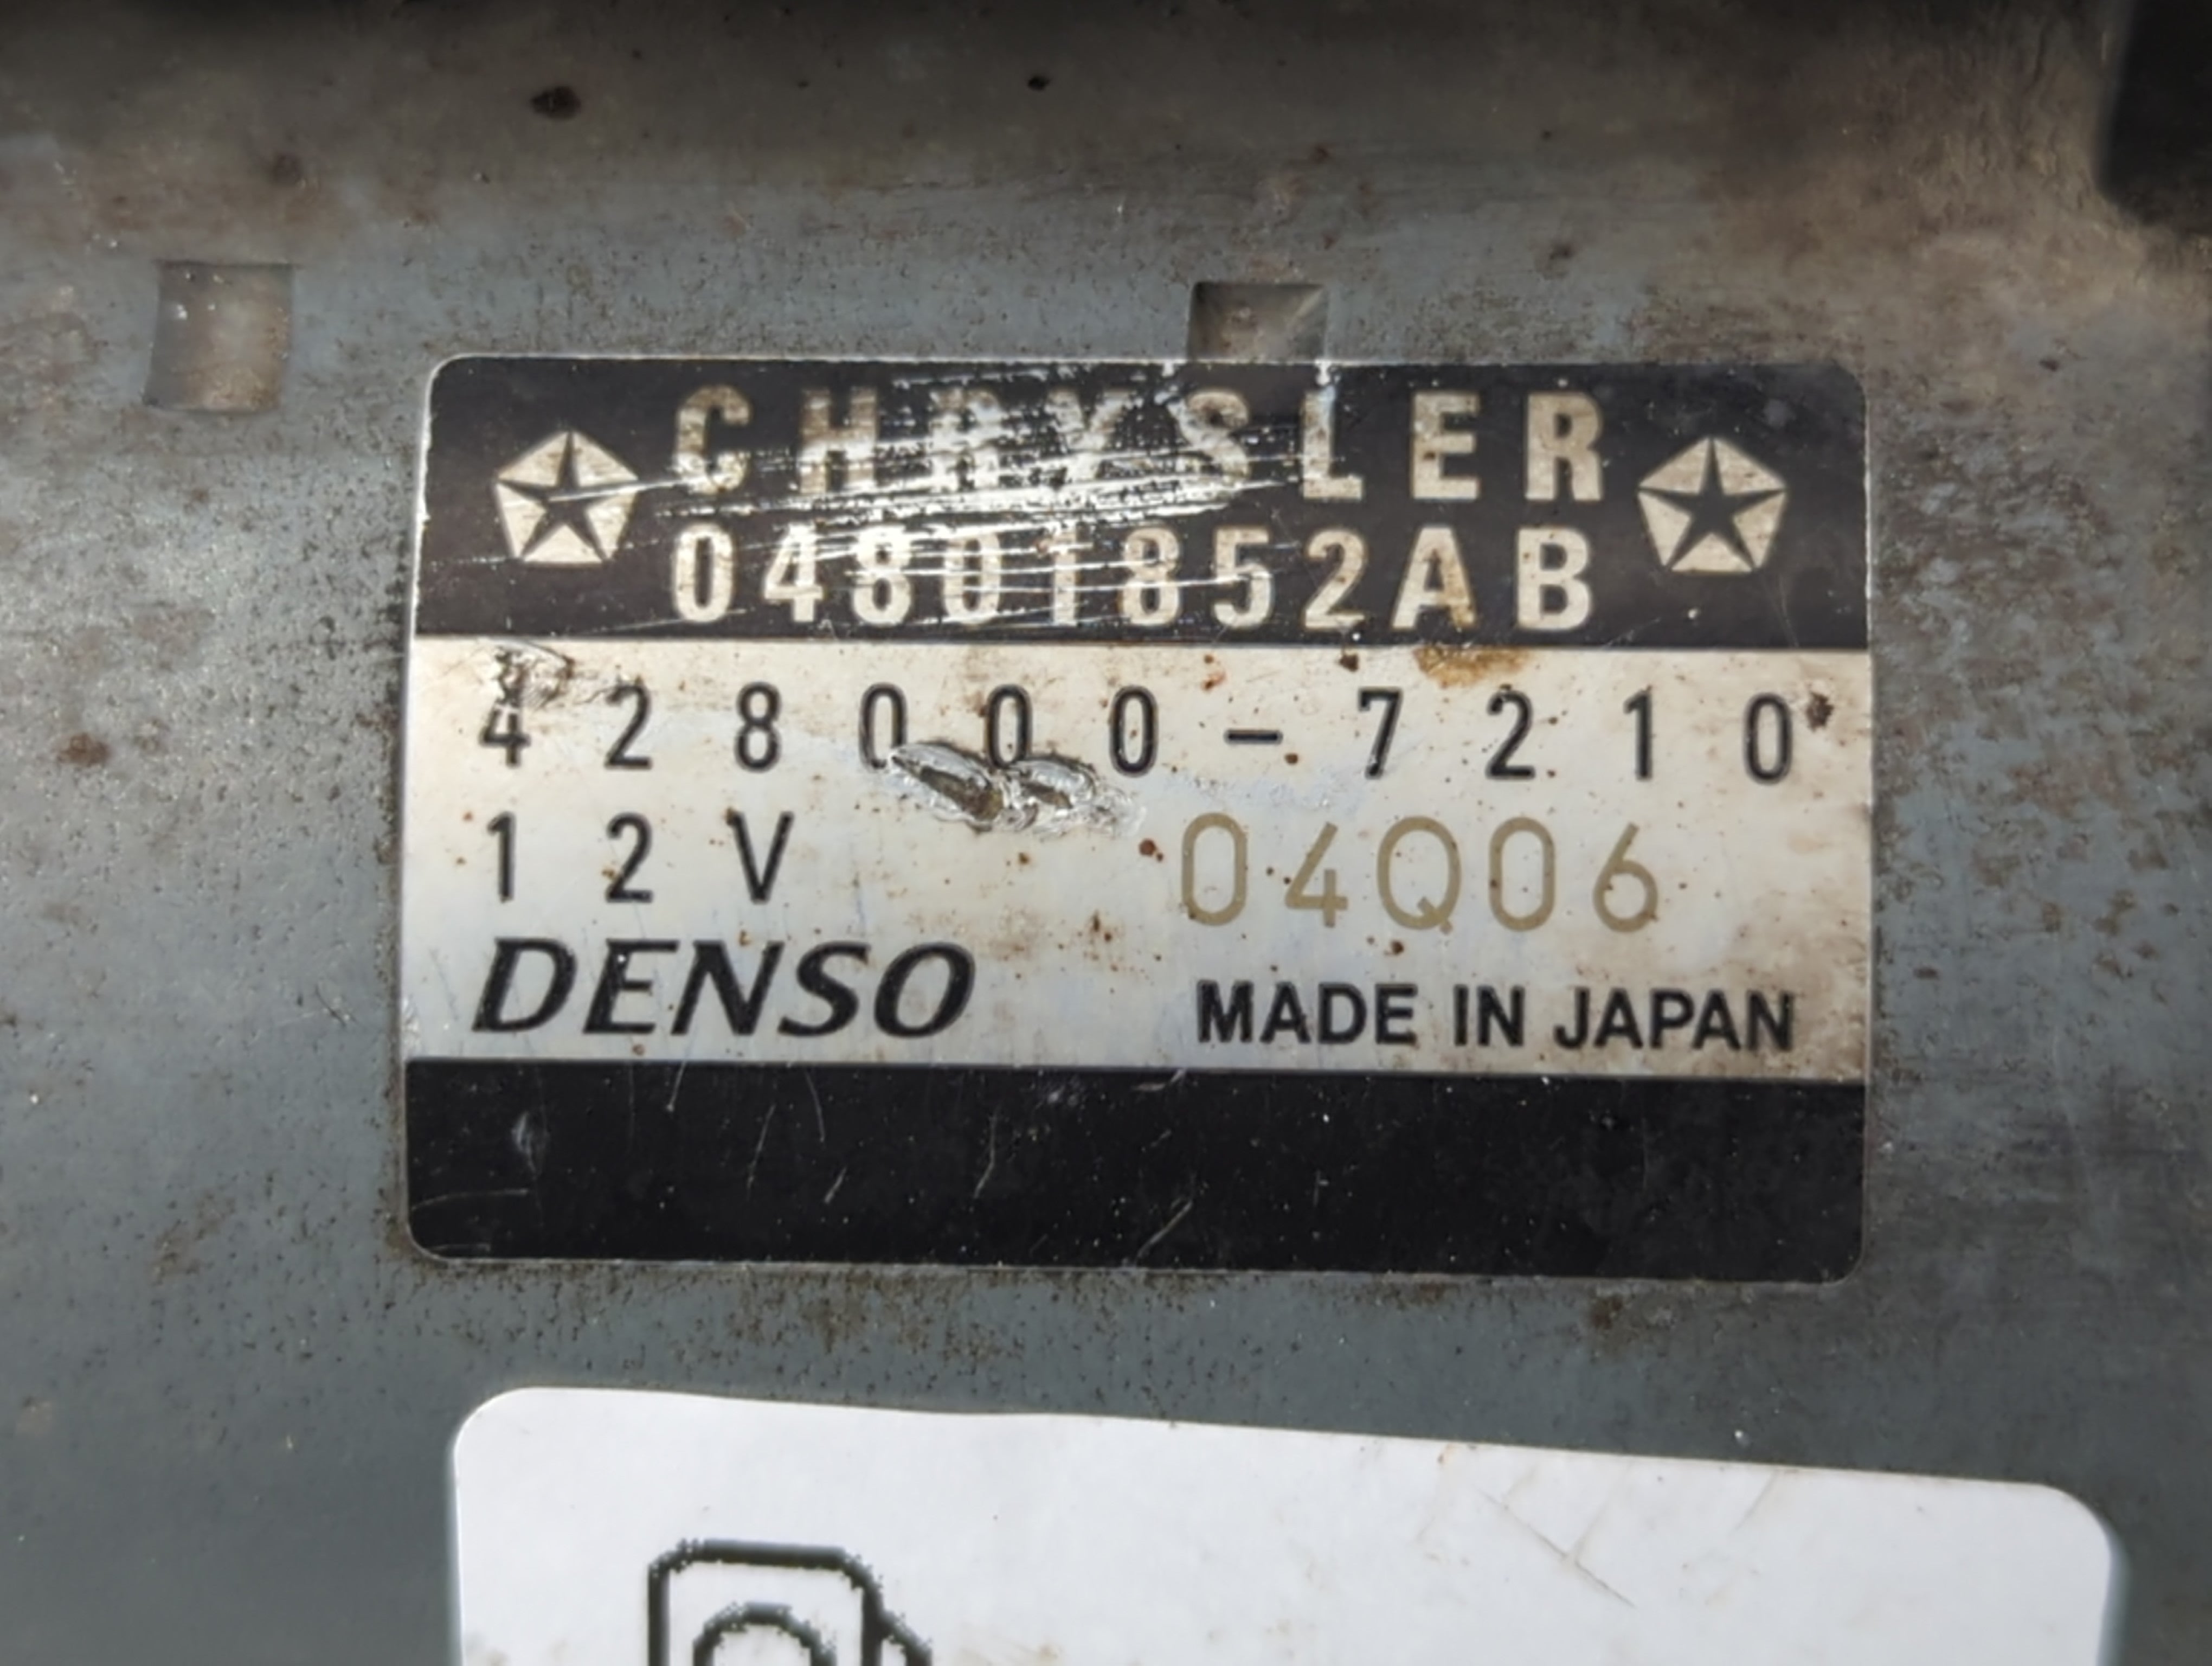 CHRYSLER
04801852AB
428000-7210
12V 04Q06
DENSO MADE IN JAPAN